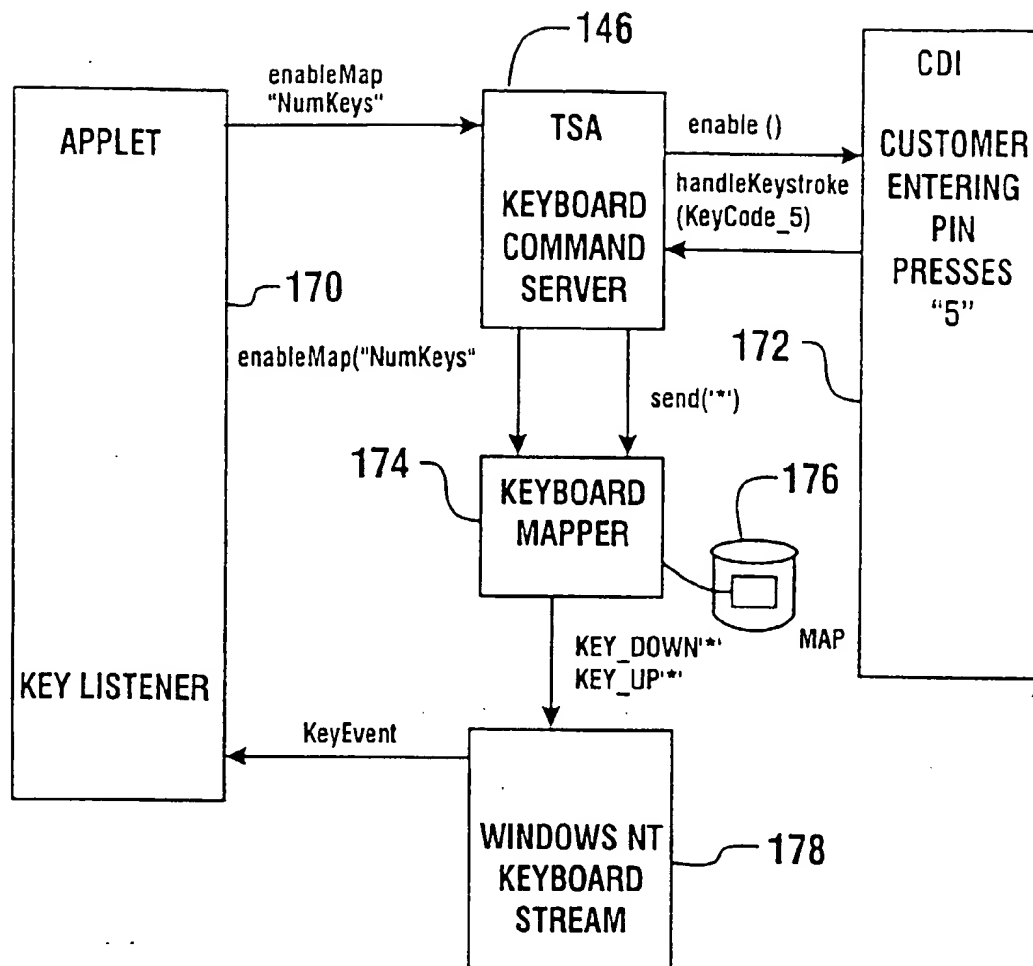 146
enableMap
"NumKeys"
APPLET
TSA
KEYBOARD
COMMAND
SERVER
enable ()
handleKeystroke
(KeyCode_5)
CDI
CUSTOMER
ENTERING
PIN
PRESSES
"5"
170
172
enableMap("NumKeys"
send('*')
174
KEYBOARD
MAPPER
176
MAP
KEY_DOWN'*'
KEY_UP'*'
KEY LISTENER
KeyEvent
WINDOWS NT
KEYBOARD
STREAM
178